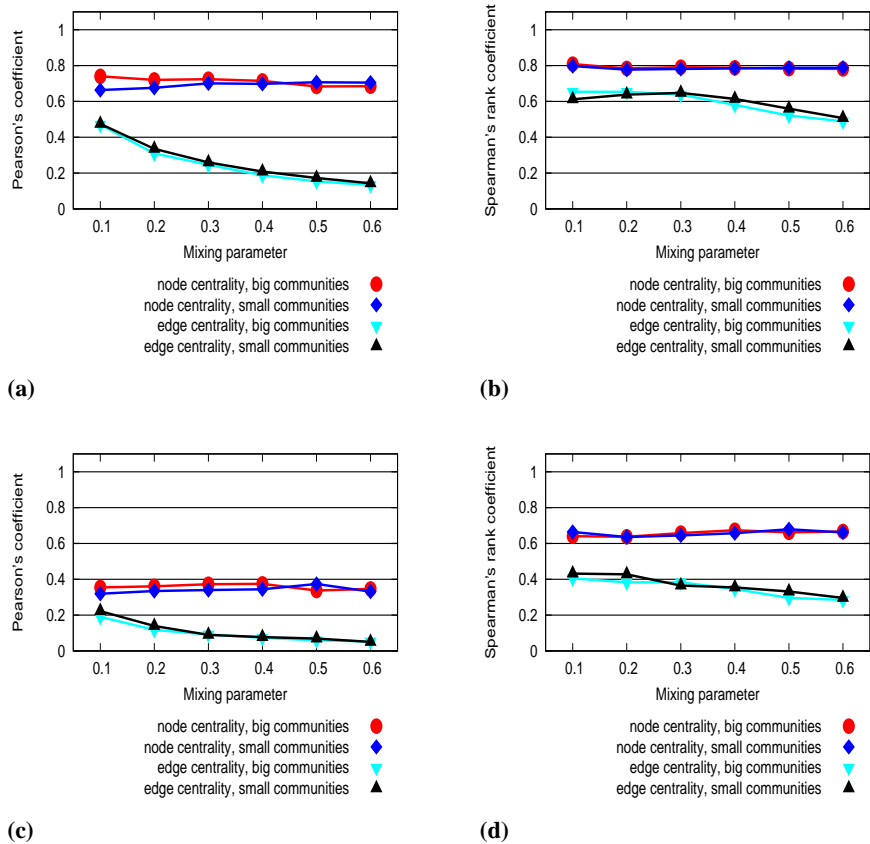 1
0.8
0.6
0.4
0.2
0
Pearson's coefficient
0.1 0.2 0.3 0.4 0.5 0.6
Mixing parameter
node centrality, big communities
node centrality, small communities
edge centrality, big communities
edge centrality, small communities
(a)
1
0.8
0.6
0.4
0.2
0
Spearman's rank coefficient
0.1 0.2 0.3 0.4 0.5 0.6
Mixing parameter
node centrality, big communities
node centrality, small communities
edge centrality, big communities
edge centrality, small communities
(b)
1
0.8
0.6
0.4
0.2
0
Pearson's coefficient
0.1 0.2 0.3 0.4 0.5 0.6
Mixing parameter
node centrality, big communities
node centrality, small communities
edge centrality, big communities
edge centrality, small communities
(c)
1
0.8
0.6
0.4
0.2
0
Spearman's rank coefficient
0.1 0.2 0.3 0.4 0.5 0.6
Mixing parameter
node centrality, big communities
node centrality, small communities
edge centrality, big communities
edge centrality, small communities
(d)